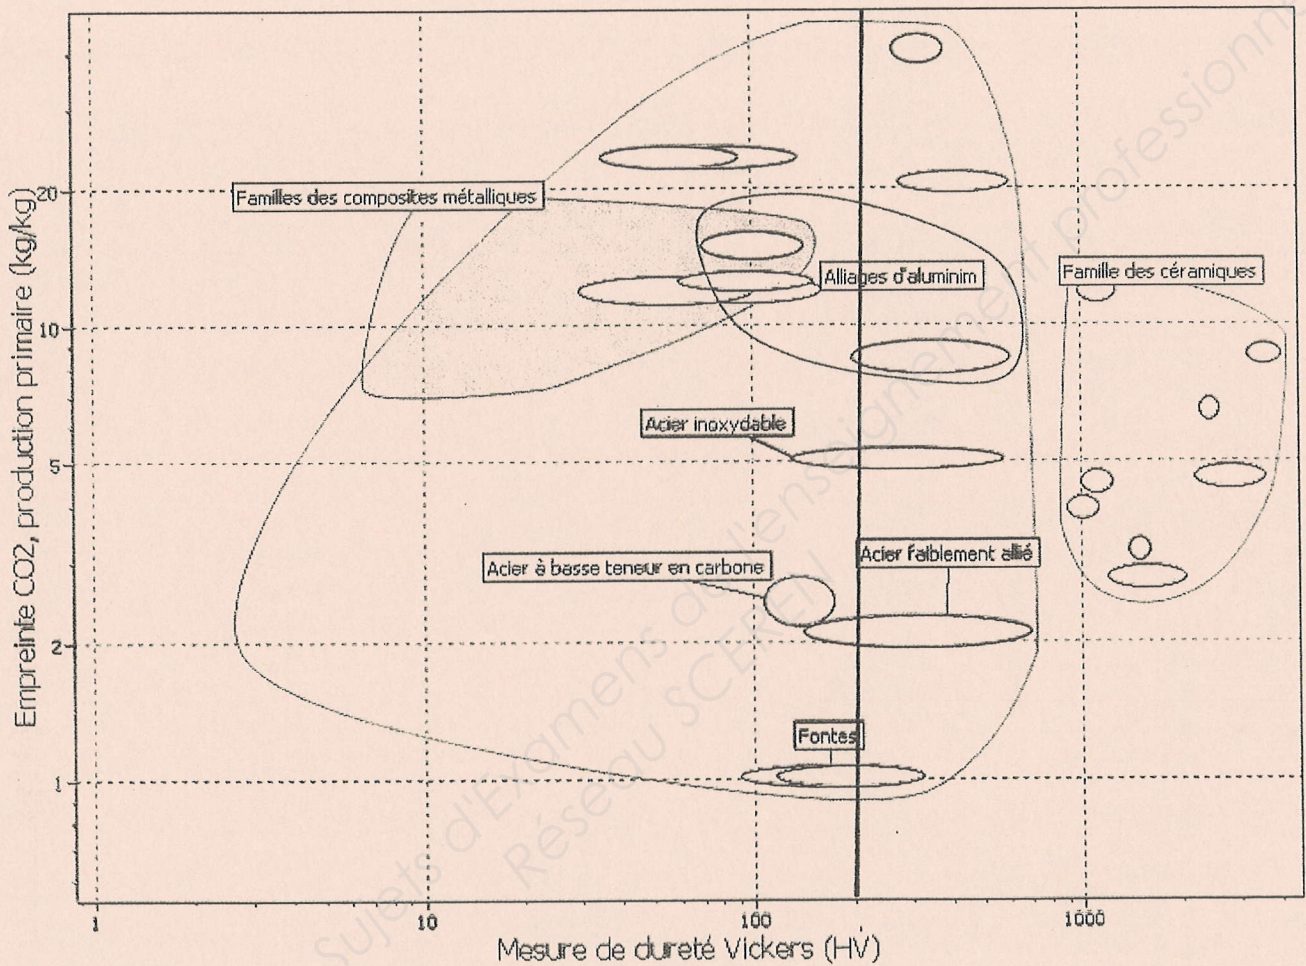 Empreinte CO2, production primaire (kg/kg)
20
10
5
2
1
Familles des composites métalliques
Alliages d'aluminim
Famille des céramiques
Acier inoxydable
Acier à basse teneur en carbone
Acier faiblement allié
Fontes
1
10
100
1000
Mesure de dureté Vickers (HV)
Sujets d'Examens de l'enseignement professionne
Réseau SCEREN